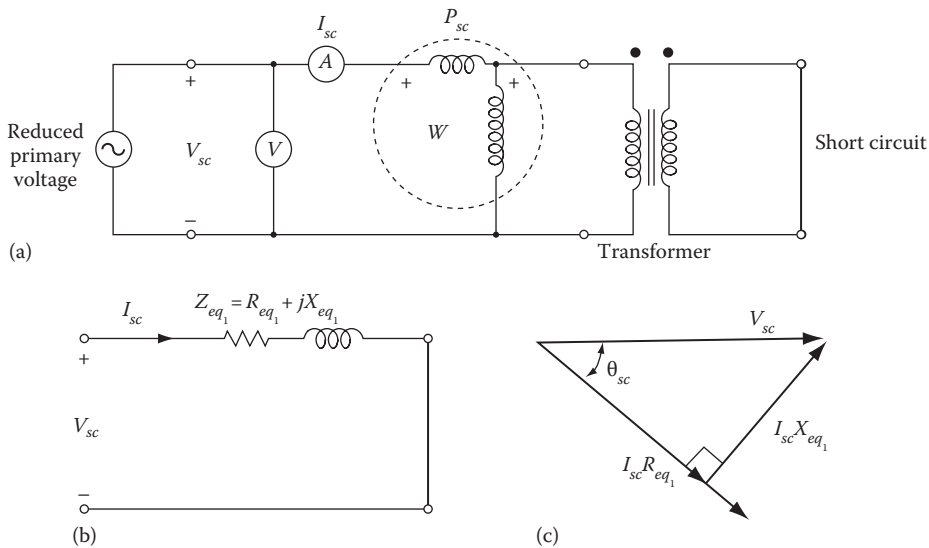 I_sc
P_sc
A
+
+
+
Reduced
primary
voltage
V_sc
V
W
Short circuit
−
(a)
Transformer
I_sc
Z_eq₁ = R_eq₁ + jX_eq₁
V_sc
+
θ_sc
V_sc
I_sc X_eq₁
I_sc R_eq₁
−
(b)
(c)